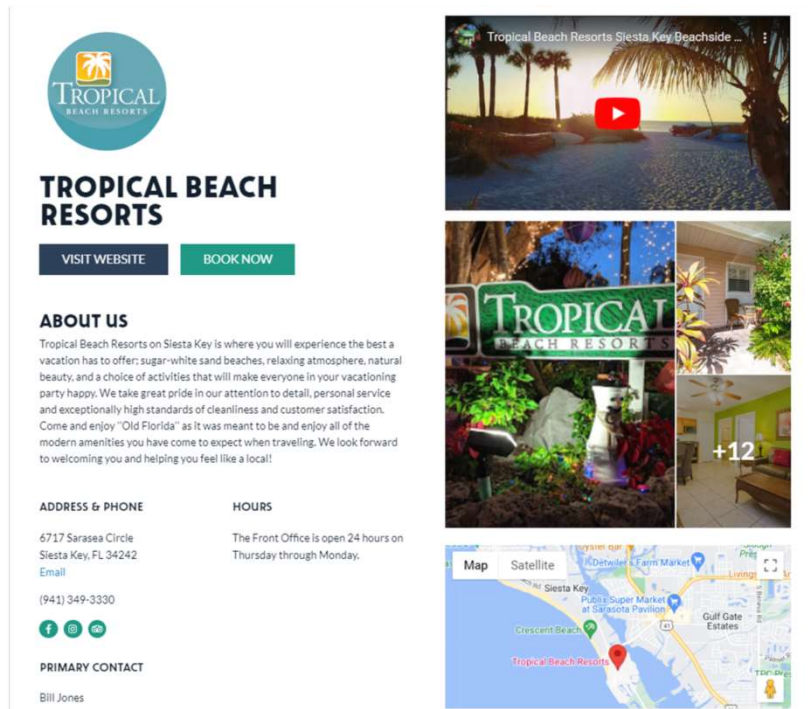 TROPICAL
BEACH RESORTS
TROPICAL BEACH
RESORTS
VISIT WEBSITE
BOOK NOW
ABOUT US
Tropical Beach Resorts on Siesta Key is where you will experience the best a
vacation has to offer; sugar-white sand beaches, relaxing atmosphere, natural
beauty, and a choice of activities that will make everyone in your vacationing
party happy. We take great pride in our attention to detail, personal service
and exceptionally high standards of cleanliness and customer satisfaction.
Come and enjoy "Old Florida" as it was meant to be and enjoy all of the
modern amenities you have come to expect when traveling. We look forward
to welcoming you and helping you feel like a local!
ADDRESS & PHONE
6717 Sarasea Circle
Siesta Key, FL 34242
Email
(941) 349-3330
HOURS
The Front Office is open 24 hours on
Thursday through Monday.
PRIMARY CONTACT
Bill Jones
Tropical Beach Resorts Siesta Key Beachside ...
TROPICAL
BEACH RESORTS
+12
Map
Satellite
Oyster Bar
Detwiler's Farm Market
Siesta Key
Publix Super Market
at Sarasota Pavilion
41
Gulf Gate
Estates
Crescent Beach
Tropical Beach Resorts